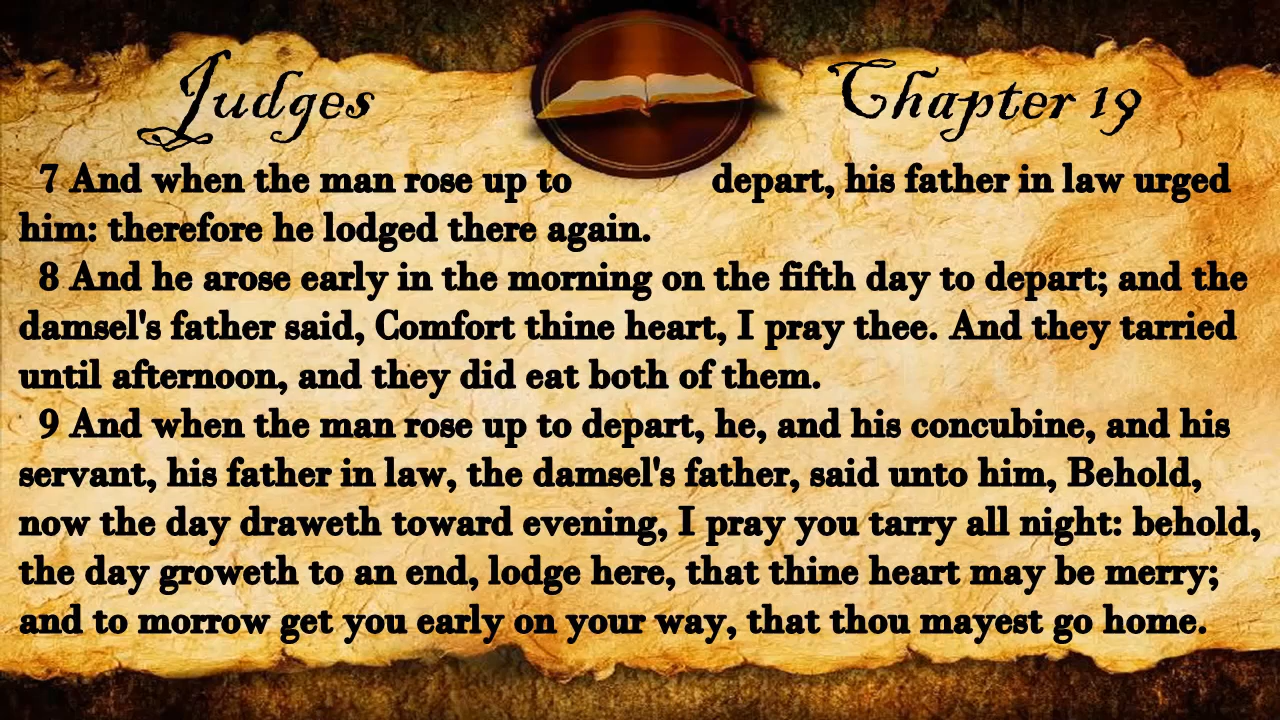 Judges Chapter 19
7 And when the man rose up to depart, his father in law urged
him: therefore he lodged there again.
8 And he arose early in the morning on the fifth day to depart; and the
damsel's father said, Comfort thine heart, I pray thee. And they tarried
until afternoon, and they did eat both of them.
9 And when the man rose up to depart, he, and his concubine, and his
servant, his father in law, the damsel's father, said unto him, Behold,
now the day draweth toward evening, I pray you tarry all night: behold,
the day groweth to an end, lodge here, that thine heart may be merry;
and to morrow get you early on your way, that thou mayest go home.